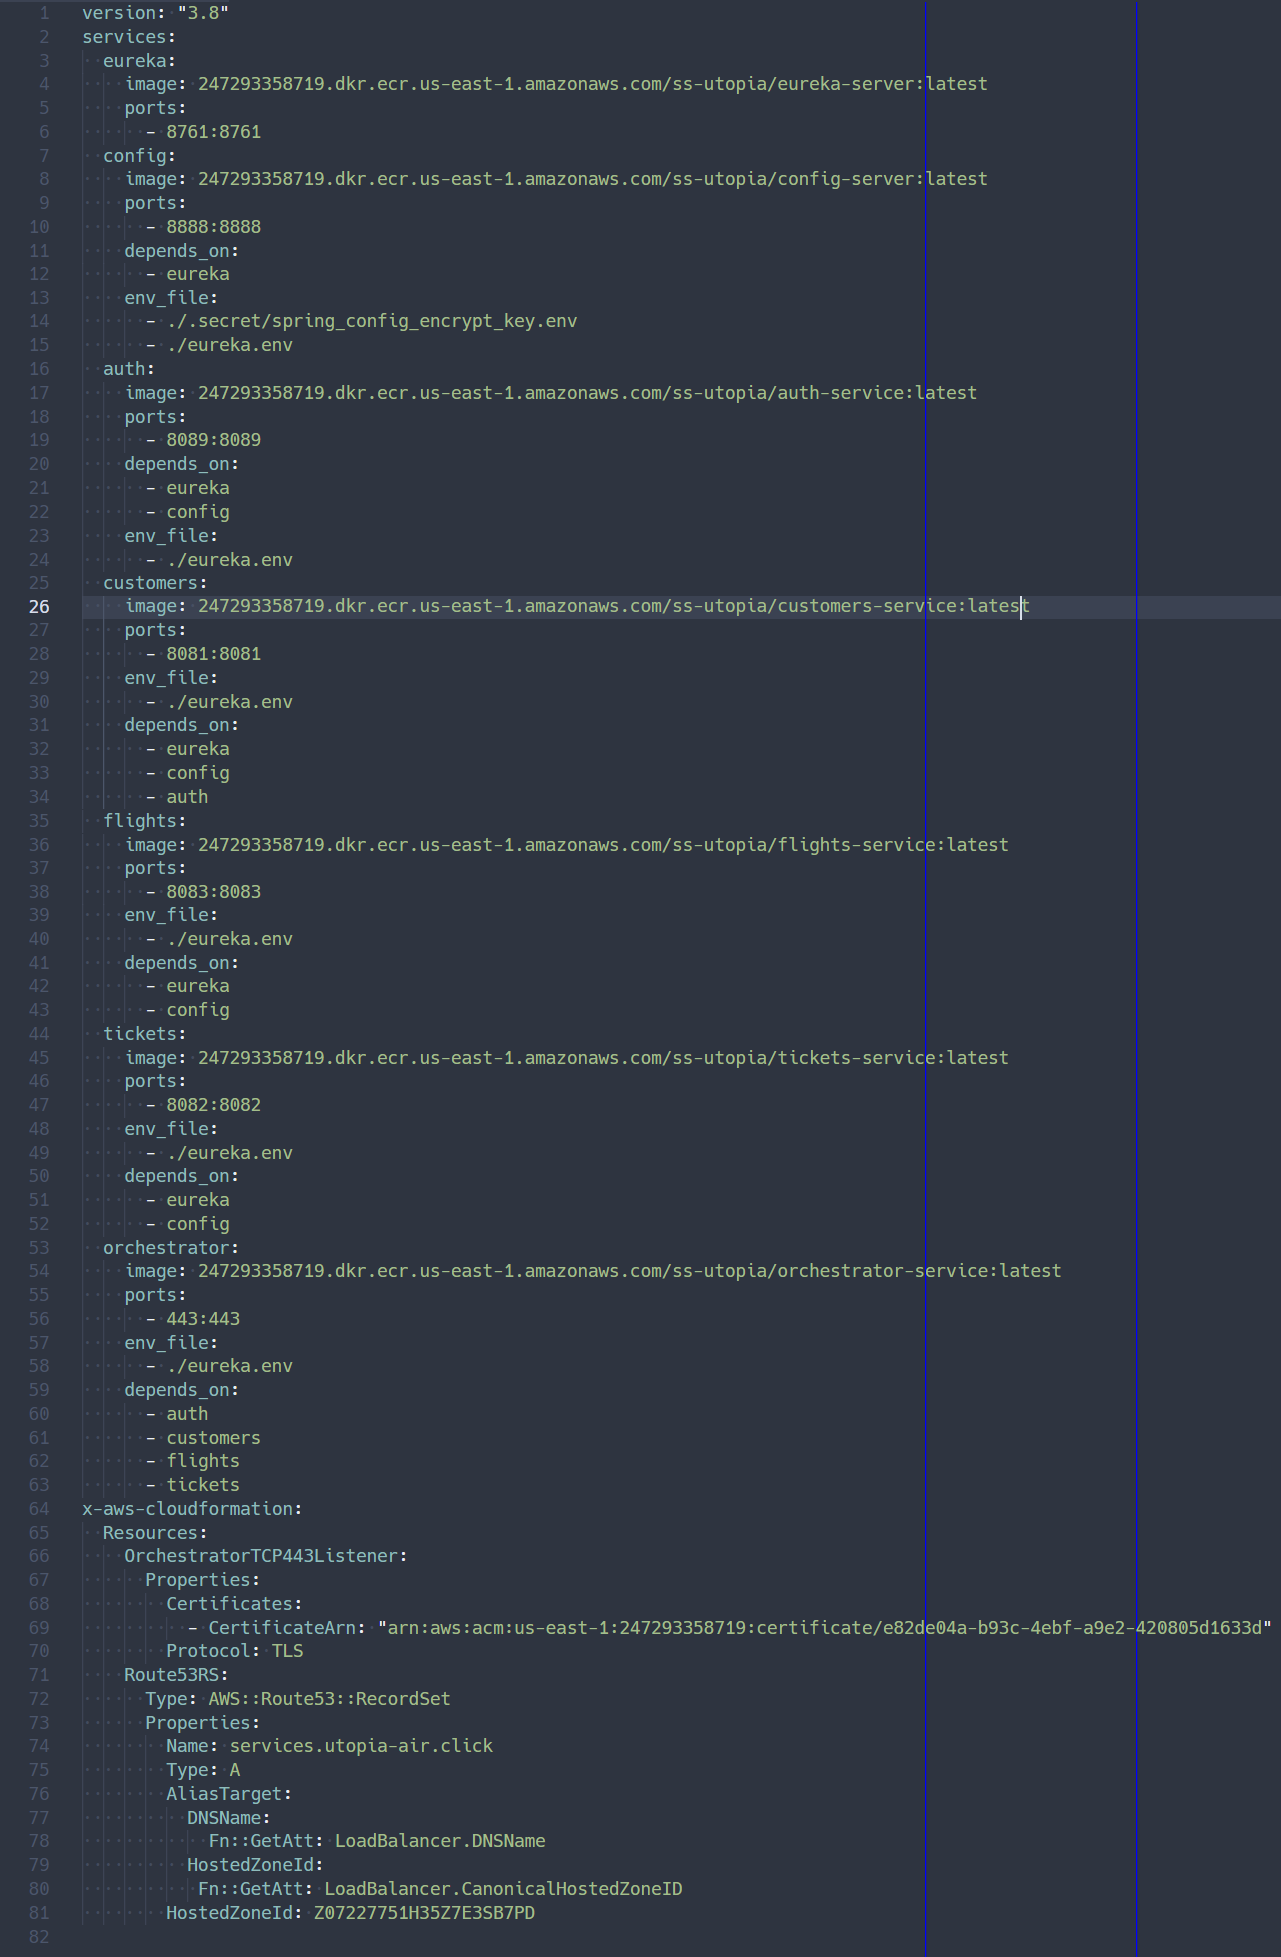 1 version: "3.8"
2 services:
3   eureka:
4     image: 247293358719.dkr.ecr.us-east-1.amazonaws.com/ss-utopia/eureka-server:latest
5     ports:
6       - 8761:8761
7   config:
8     image: 247293358719.dkr.ecr.us-east-1.amazonaws.com/ss-utopia/config-server:latest
9     ports:
10       - 8888:8888
11     depends_on:
12       - eureka
13     env_file:
14       - ./.secret/spring_config_encrypt_key.env
15       - ./eureka.env
16   auth:
17     image: 247293358719.dkr.ecr.us-east-1.amazonaws.com/ss-utopia/auth-service:latest
18     ports:
19       - 8089:8089
20     depends_on:
21       - eureka
22       - config
23     env_file:
24       - ./eureka.env
25   customers:
26     image: 247293358719.dkr.ecr.us-east-1.amazonaws.com/ss-utopia/customers-service:latest
27     ports:
28       - 8081:8081
29     env_file:
30       - ./eureka.env
31     depends_on:
32       - eureka
33       - config
34       - auth
35   flights:
36     image: 247293358719.dkr.ecr.us-east-1.amazonaws.com/ss-utopia/flights-service:latest
37     ports:
38       - 8083:8083
39     env_file:
40       - ./eureka.env
41     depends_on:
42       - eureka
43       - config
44   tickets:
45     image: 247293358719.dkr.ecr.us-east-1.amazonaws.com/ss-utopia/tickets-service:latest
46     ports:
47       - 8082:8082
48     env_file:
49       - ./eureka.env
50     depends_on:
51       - eureka
52       - config
53   orchestrator:
54     image: 247293358719.dkr.ecr.us-east-1.amazonaws.com/ss-utopia/orchestrator-service:latest
55     ports:
56       - 443:443
57     env_file:
58       - ./eureka.env
59     depends_on:
60       - auth
61       - customers
62       - flights
63       - tickets
64 x-aws-cloudformation:
65   Resources:
66     OrchestratorTCP443Listener:
67       Properties:
68         Certificates:
69           - CertificateArn: "arn:aws:acm:us-east-1:247293358719:certificate/e82de04a-b93c-4ebf-a9e2-420805d1633d"
70         Protocol: TLS
71     Route53RS:
72       Type: AWS::Route53::RecordSet
73       Properties:
74         Name: services.utopia-air.click
75         Type: A
76         AliasTarget:
77           DNSName:
78             Fn::GetAtt: LoadBalancer.DNSName
79           HostedZoneId:
80            Fn::GetAtt: LoadBalancer.CanonicalHostedZoneID
81         HostedZoneId: Z07227751H35Z7E3SB7PD
82